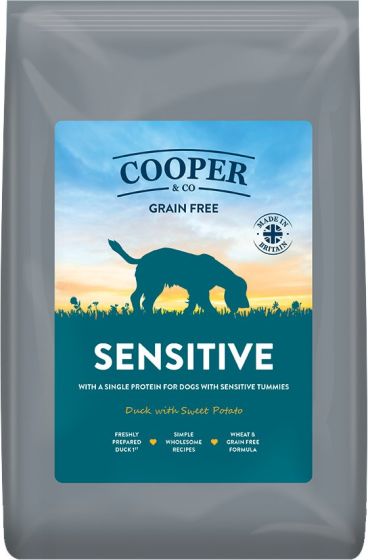 COOPER
& CO
GRAIN FREE
MADE IN
BRITAIN
SENSITIVE
WITH A SINGLE PROTEIN FOR DOGS WITH SENSITIVE TUMMIES
Duck with Sweet Potato
FRESHLY
PREPARED
DUCK 1ST
SIMPLE
WHOLESOME
RECIPES
WHEAT &
GRAIN FREE
FORMULA